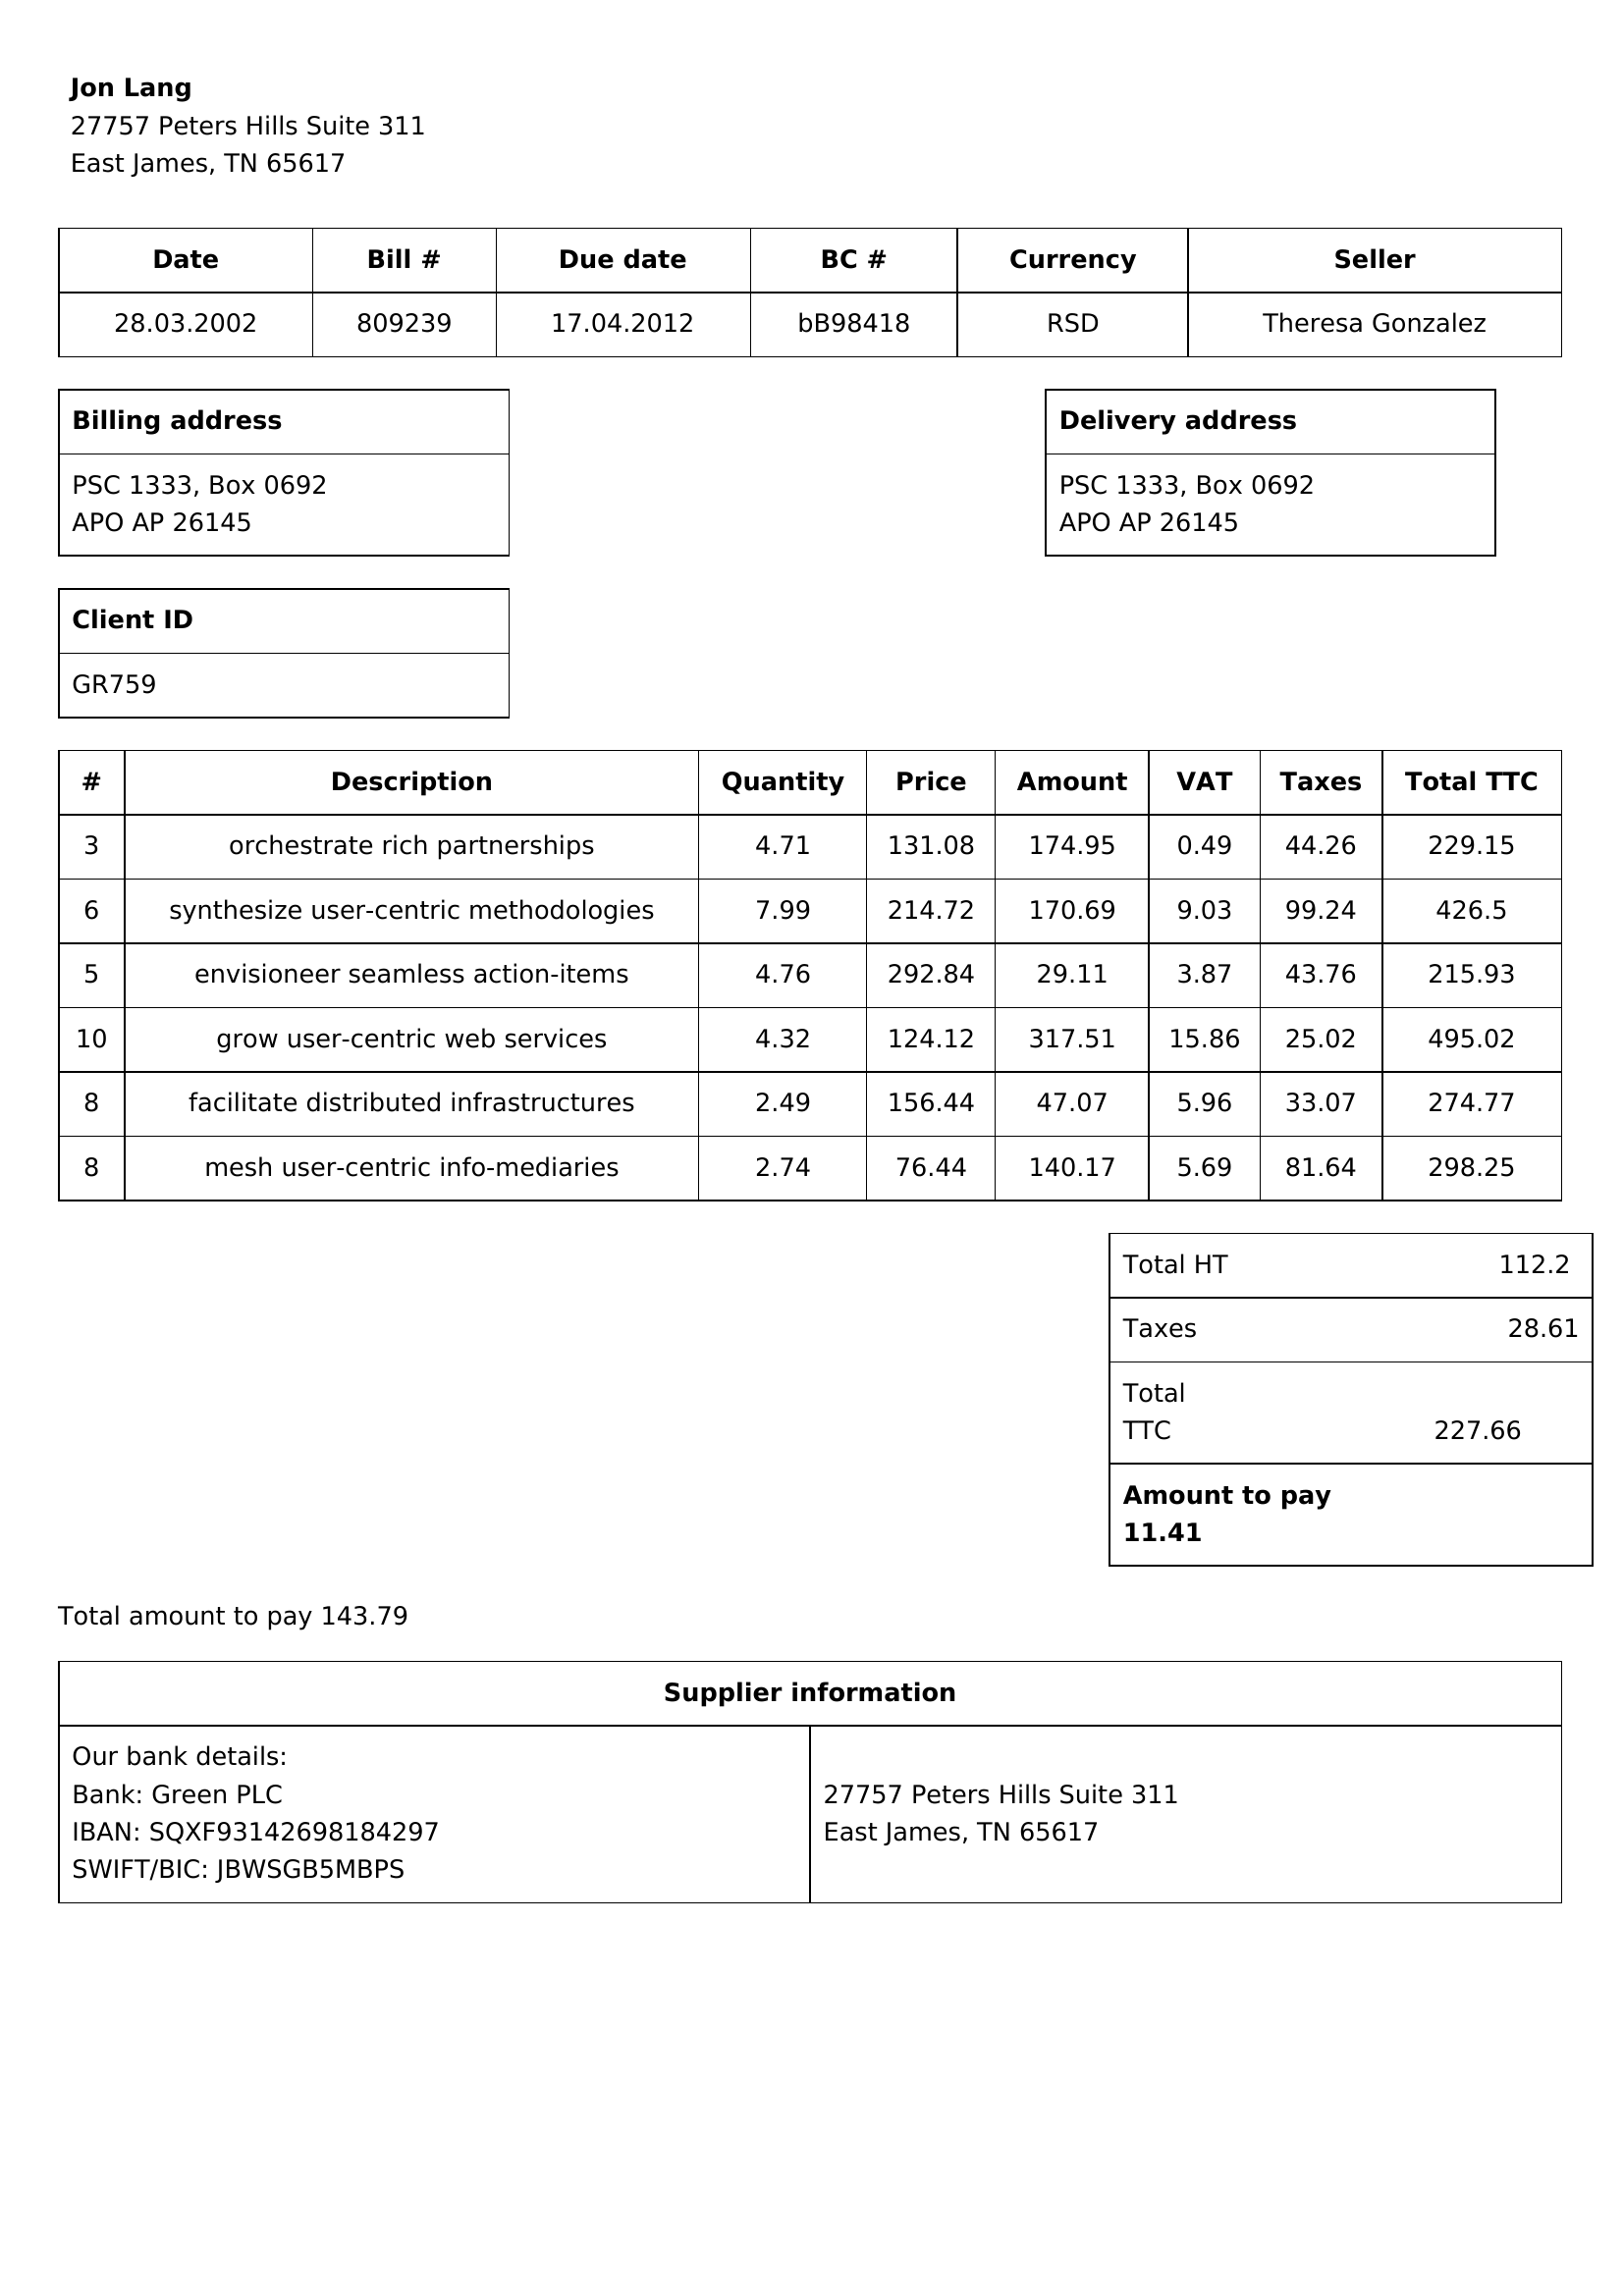 Jon Lang
27757 Peters Hills Suite 311
East James, TN 65617
Date Bill # Due date BC # Currency Seller
28.03.2002 809239 17.04.2012 bB98418 RSD Theresa Gonzalez
Billing address
PSC 1333, Box 0692
APO AP 26145
Delivery address
PSC 1333, Box 0692
APO AP 26145
Client ID
GR759
# Description Quantity Price Amount VAT Taxes Total TTC
3 orchestrate rich partnerships 4.71 131.08 174.95 0.49 44.26 229.15
6 synthesize user-centric methodologies 7.99 214.72 170.69 9.03 99.24 426.5
5 envisioneer seamless action-items 4.76 292.84 29.11 3.87 43.76 215.93
10 grow user-centric web services 4.32 124.12 317.51 15.86 25.02 495.02
8 facilitate distributed infrastructures 2.49 156.44 47.07 5.96 33.07 274.77
8 mesh user-centric info-mediaries 2.74 76.44 140.17 5.69 81.64 298.25
Total HT 112.2
Taxes 28.61
Total
TTC 227.66
Amount to pay
11.41
Total amount to pay 143.79
Supplier information
Our bank details:
Bank: Green PLC
IBAN: SQXF93142698184297
SWIFT/BIC: JBWSGB5MBPS
27757 Peters Hills Suite 311
East James, TN 65617